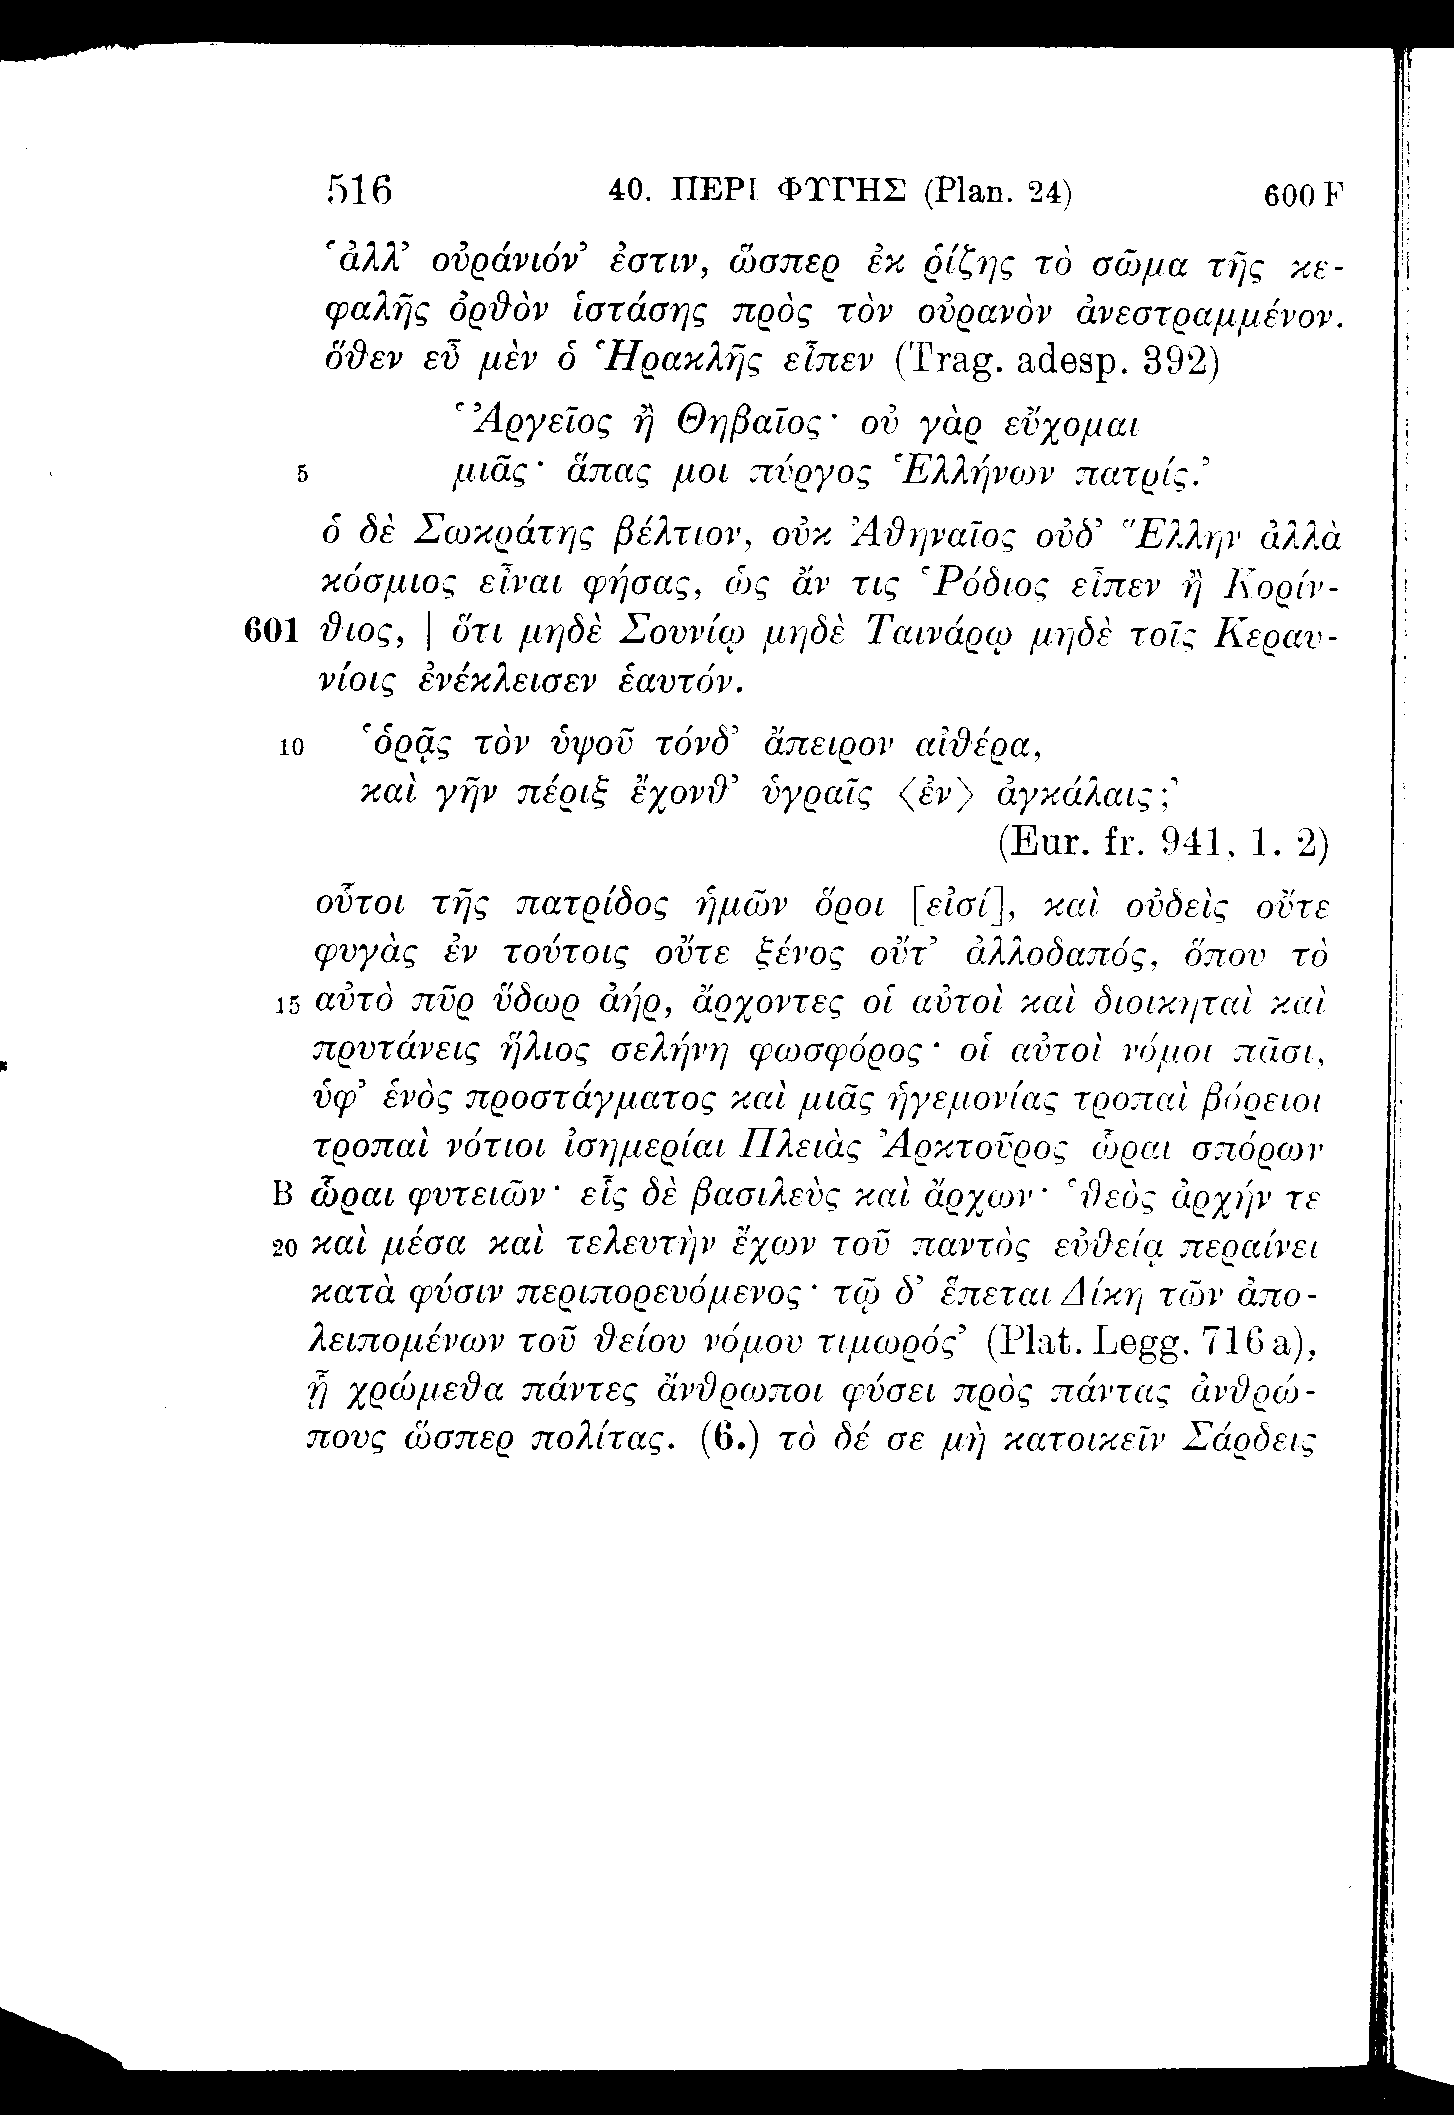 516 40. ΠΕΡΙ ΦΥΓΗΣ (Plan. 24) 600 F
‘ἀλλ’ οὐράνιόν’ ἐστιν, ὥσπερ ἐκ ῥίζης τὸ σῶμα τῆς κε-
φαλῆς ὀρθὸν ἱστάσης πρὸς τὸν οὐρανὸν ἀνεστραμμένον.
ὅθεν εὖ μὲν ὁ Ἡρακλῆς εἶπεν (Trag. adesp. 392)
‘Ἀργεῖος ἢ Θηβαῖος· οὐ γὰρ εὔχομαι
5 μιᾶς· ἅπας μοι πύργος Ἑλλήνων πατρίς.’
ὁ δὲ Σωκράτης βέλτιον, οὐκ Ἀθηναῖος οὐδ’ Ἕλλην ἀλλὰ
κόσμιος εἶναι φήσας, ὡς ἄν τις Ῥόδιος εἶπεν ἢ Κορίν-
601 θιος, | ὅτι μηδὲ Σουνίῳ μηδὲ Ταινάρῳ μηδὲ τοῖς Κεραυ-
νίοις ἐνέκλεισεν ἑαυτόν.
10 ‘ὁρᾷς τὸν ὑψοῦ τόνδ’ ἄπειρον αἰθέρα,
καὶ γῆν πέριξ ἔχονθ’ ὑγραῖς ⟨ἐν⟩ ἀγκάλαις;’
(Eur. fr. 941, 1. 2)
οὗτοι τῆς πατρίδος ἡμῶν ὅροι [εἰσί], καὶ οὐδεὶς οὔτε
φυγὰς ἐν τούτοις οὔτε ξένος οὔτ’ ἀλλοδαπός, ὅπου τὸ
15 αὐτὸ πῦρ ὕδωρ ἀήρ, ἄρχοντες οἱ αὐτοὶ καὶ διοικηταὶ καὶ
πρυτάνεις ἥλιος σελήνη φωσφόρος· οἱ αὐτοὶ νόμοι πᾶσι,
ὑφ’ ἑνὸς προστάγματος καὶ μιᾶς ἡγεμονίας τροπαὶ βόρειοι
τροπαὶ νότιοι ἰσημερίαι Πλειὰς Ἀρκτοῦρος ὧραι σπόρων
B ὧραι φυτειῶν· εἷς δὲ βασιλεὺς καὶ ἄρχων· ‘θεὸς ἀρχήν τε
20 καὶ μέσα καὶ τελευτὴν ἔχων τοῦ παντὸς εὐθείᾳ περαίνει
κατὰ φύσιν περιπορευόμενος· τῷ δ’ ἕπεται Δίκη τῶν ἀπο-
λειπομένων τοῦ θείου νόμου τιμωρός’ (Plat. Legg. 716 a),
ᾗ χρώμεθα πάντες ἄνθρωποι φύσει πρὸς πάντας ἀνθρώ-
πους ὥσπερ πολίτας. (6.) τὸ δέ σε μὴ κατοικεῖν Σάρδεις